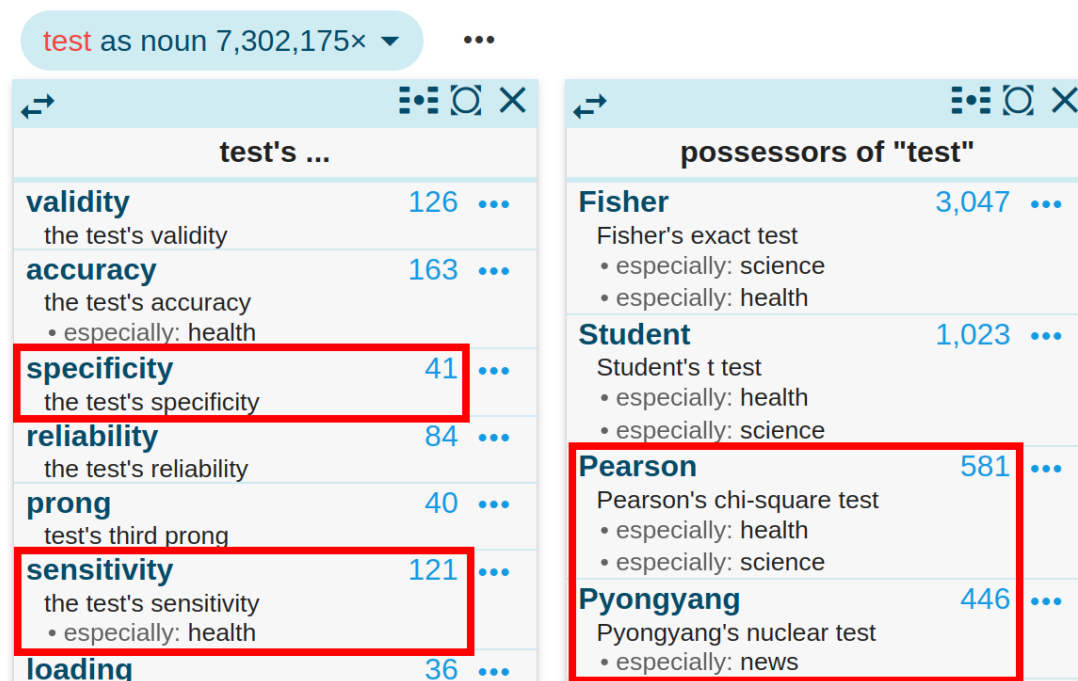 test as noun 7,302,175× •••
test's ...
validity 126 •••
the test's validity
accuracy 163 •••
the test's accuracy
• especially: health
specificity 41 •••
the test's specificity
reliability 84 •••
the test's reliability
prong 40 •••
test's third prong
sensitivity 121 •••
the test's sensitivity
• especially: health
loading 36 •••
possessors of "test"
Fisher 3,047 •••
Fisher's exact test
• especially: science
• especially: health
Student 1,023 •••
Student's t test
• especially: health
• especially: science
Pearson 581 •••
Pearson's chi-square test
• especially: health
• especially: science
Pyongyang 446 •••
Pyongyang's nuclear test
• especially: news